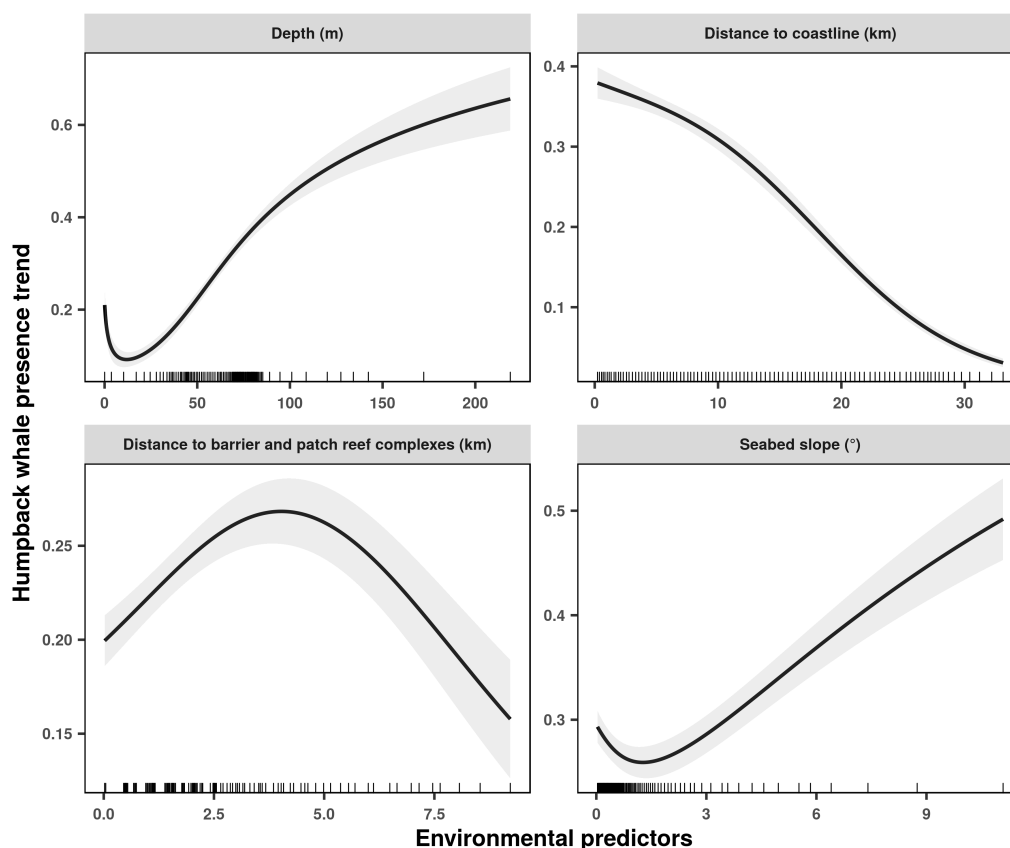 Depth (m)
Distance to coastline (km)
0.6
0.4
0.2
0 50 100 150 200
0.4
0.3
0.2
0.1
0 10 20 30
Distance to barrier and patch reef complexes (km)
Seabed slope (°)
0.25
0.20
0.15
0.0 2.5 5.0 7.5
0.5
0.4
0.3
0 3 6 9
Humpback whale presence trend
Environmental predictors